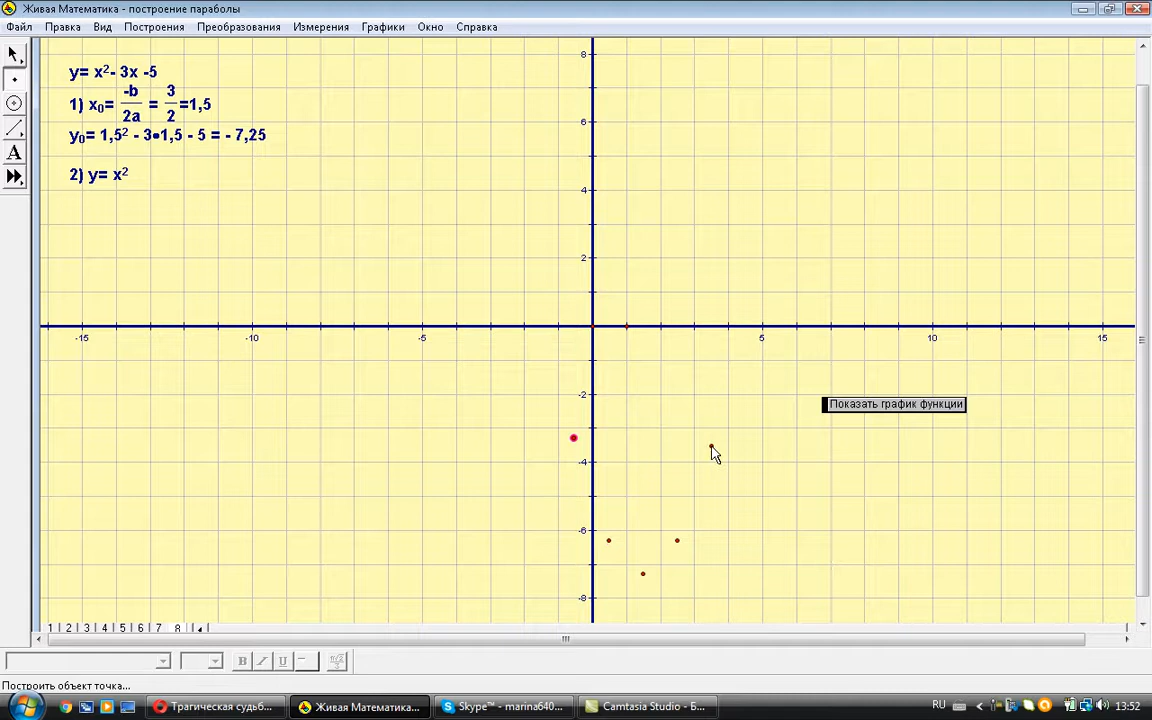 Живая Математика - построение параболы
Файл Правка Вид Построения Преобразования Измерения Графики Окно Справка
y= x²- 3x -5
1) x₀= -b/2a = 3/2 =1,5
y₀= 1,5² - 3•1,5 - 5 = - 7,25
2) y= x²
8
6
4
2
-15 -10 -5 5 10 15
-2
Показать график функции
-4
-6
-8
1 2 3 4 5 6 7 8
B I U
Построить объект точка...
Трагическая судьб... Живая Математика... Skype™ - marina640... Camtasia Studio - Б... RU 13:52